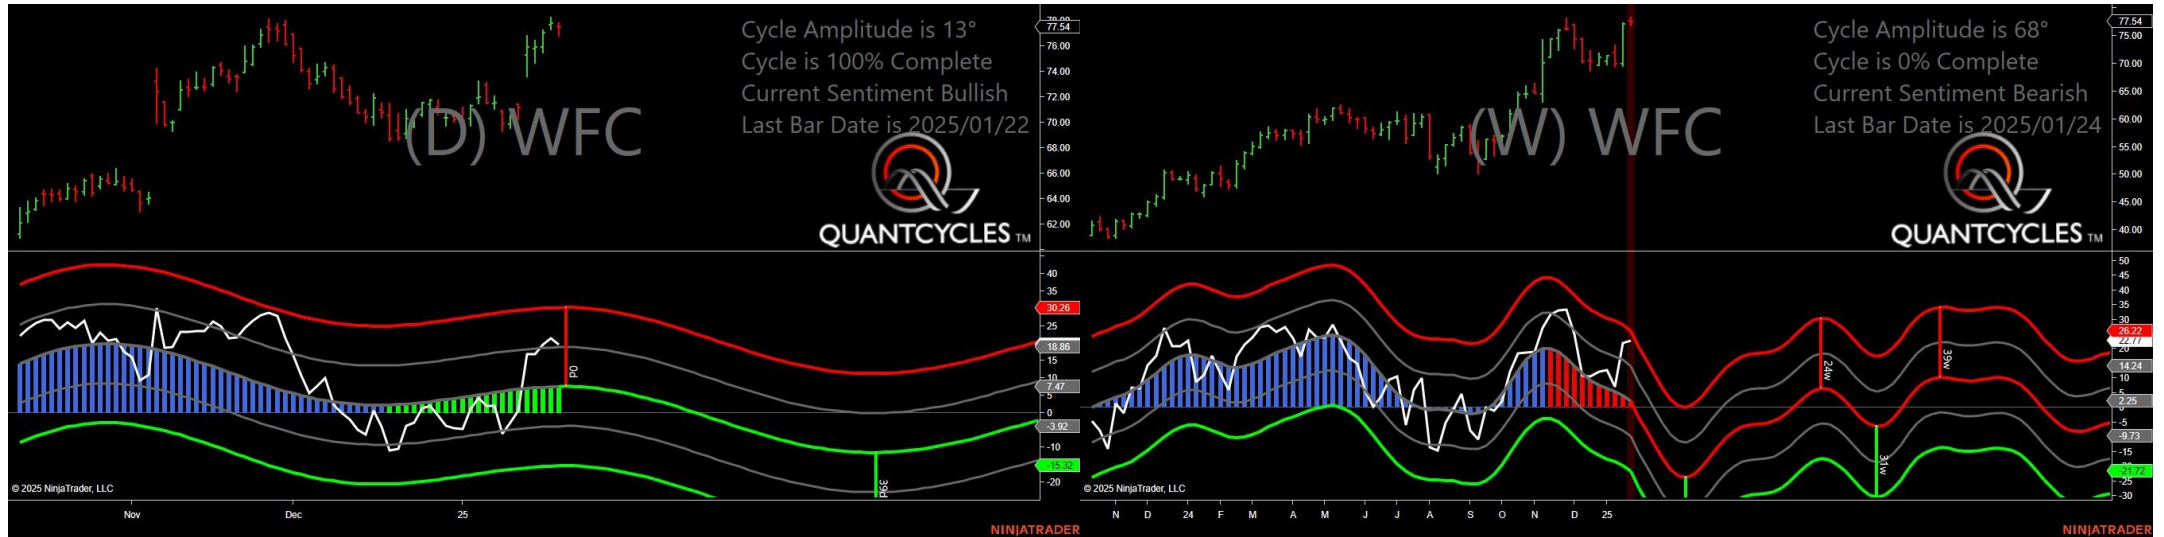 Cycle Amplitude is 13°
Cycle is 100% Complete
Current Sentiment Bullish
Last Bar Date is 2025/01/22
(D) WFC
QUANTCYCLES TM
77.54
76.00
74.00
72.00
70.00
68.00
66.00
64.00
62.00
40
35
30.26
25
18.86
15
10
7.47
5
0
-3.92
-10
-15.32
-20
P0
39d
© 2025 NinjaTrader, LLC
Nov Dec 25
NINJATRADER
Cycle Amplitude is 68°
Cycle is 0% Complete
Current Sentiment Bearish
Last Bar Date is 2025/01/24
(W) WFC
QUANTCYCLES TM
77.54
75.00
70.00
65.00
60.00
55.00
50.00
45.00
40.00
50
45
40
35
30
26.22
22.77
20
14.24
10
5
2.25
-5
-9.73
-15
-21.72
-25
-30
24w
39w
31w
© 2025 NinjaTrader, LLC
N D 24 F M A M J J A S O N D 25
NINJATRADER